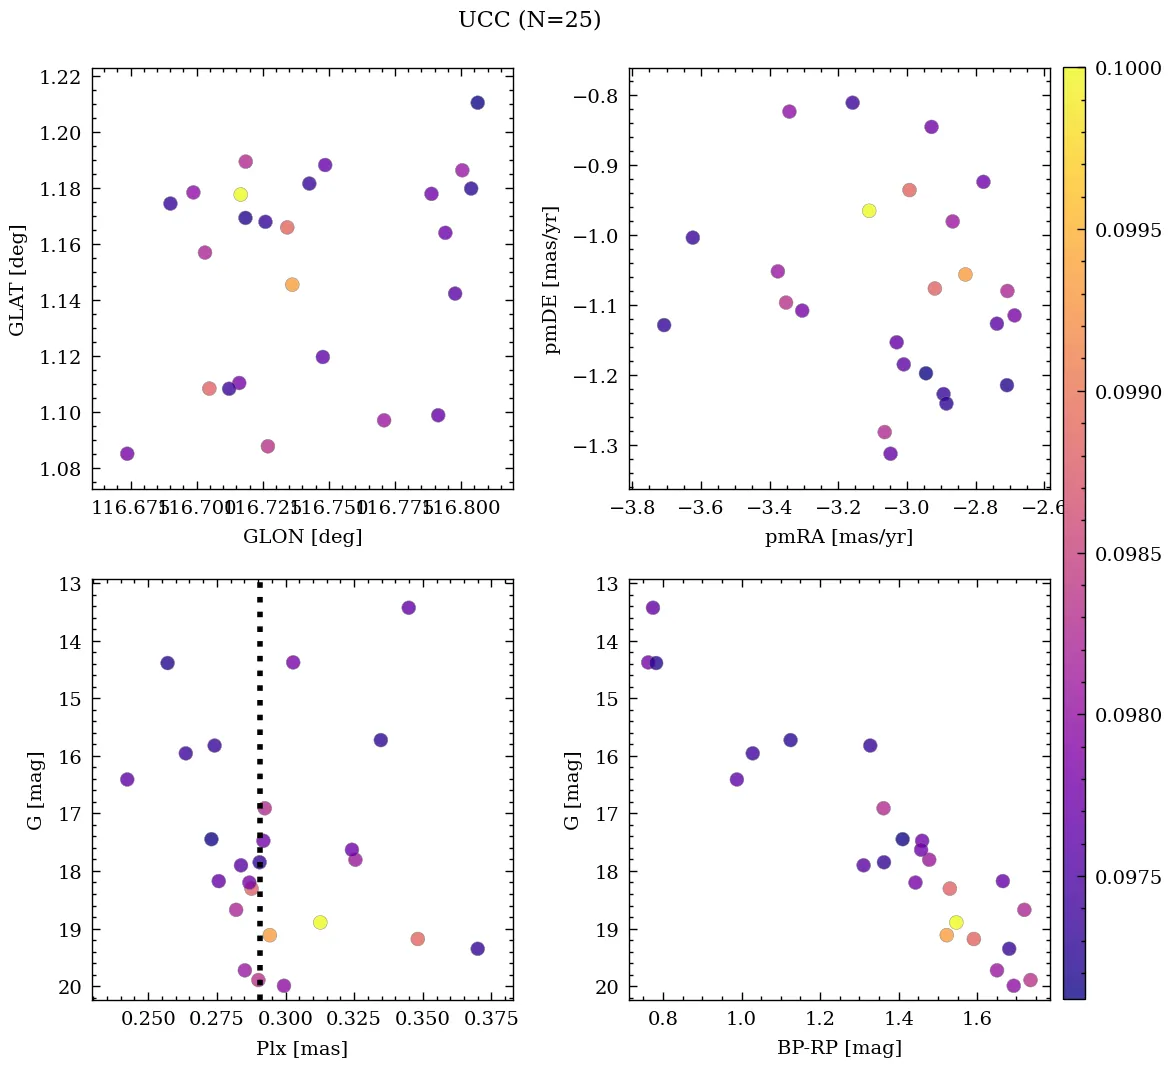 UCC (N=25)
1.22
1.20
1.18
1.16
1.14
1.12
1.10
1.08
GLAT [deg]
116.675 116.700 116.725 116.750 116.775 116.800
GLON [deg]
−0.8
−0.9
−1.0
−1.1
−1.2
−1.3
pmDE [mas/yr]
−3.8 −3.6 −3.4 −3.2 −3.0 −2.8 −2.6
pmRA [mas/yr]
0.1000
0.0995
0.0990
0.0985
0.0980
0.0975
13
14
15
16
17
18
19
20
G [mag]
0.250 0.275 0.300 0.325 0.350 0.375
Plx [mas]
13
14
15
16
17
18
19
20
G [mag]
0.8 1.0 1.2 1.4 1.6
BP-RP [mag]